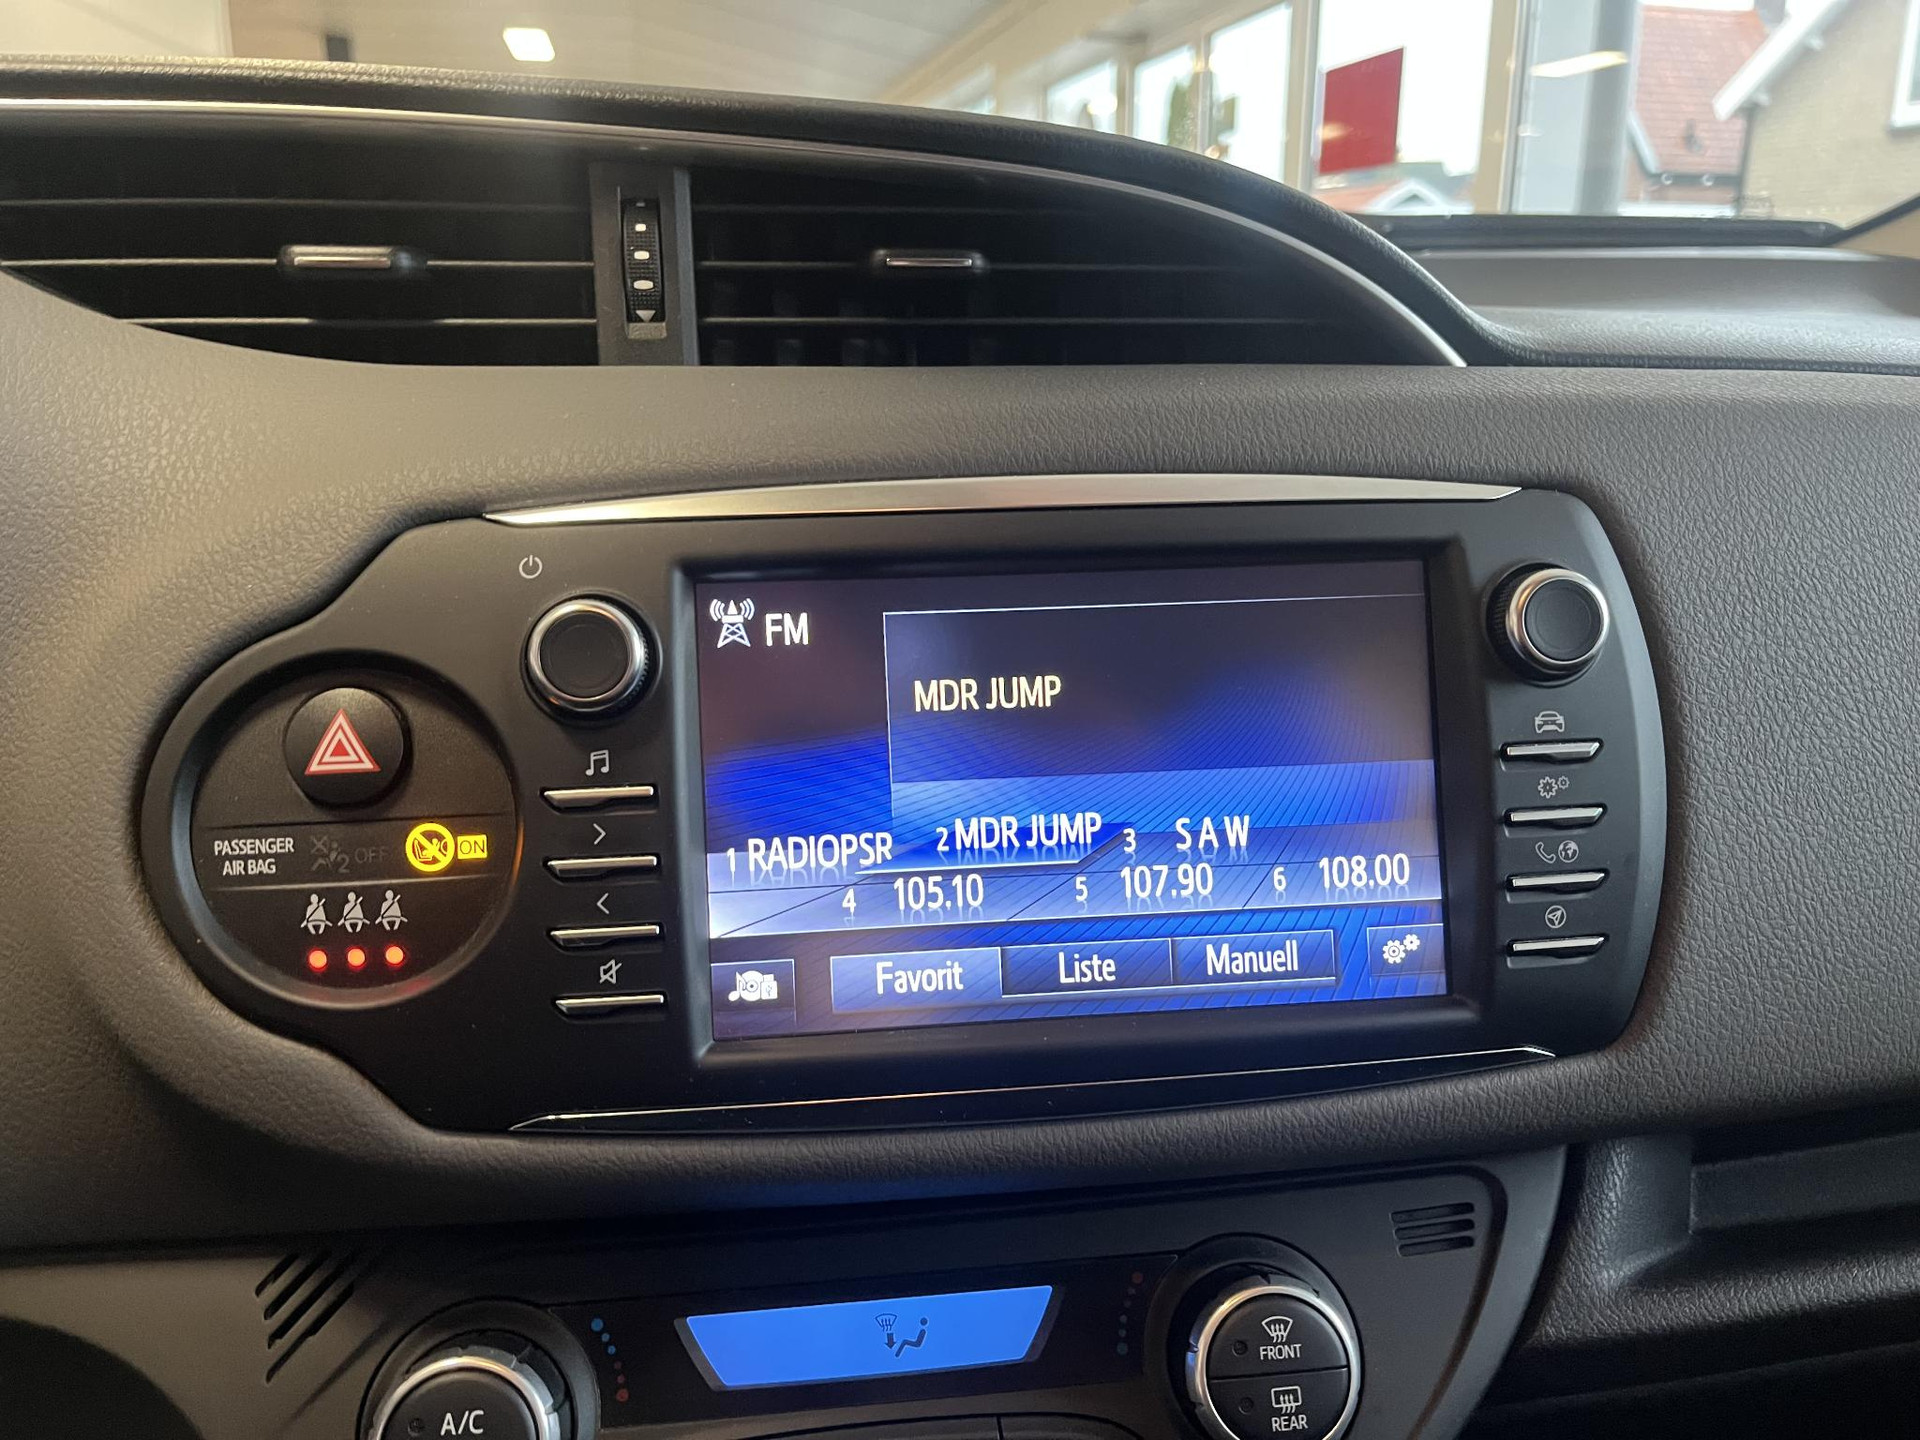 FM
MDR JUMP
1 RADIOPSR 2 MDR JUMP 3 S A W
4 105.10 5 107.90 6 108.00
Favorit Liste Manuell
PASSENGER
AIR BAG
2 OFF ON
FRONT
REAR
A/C